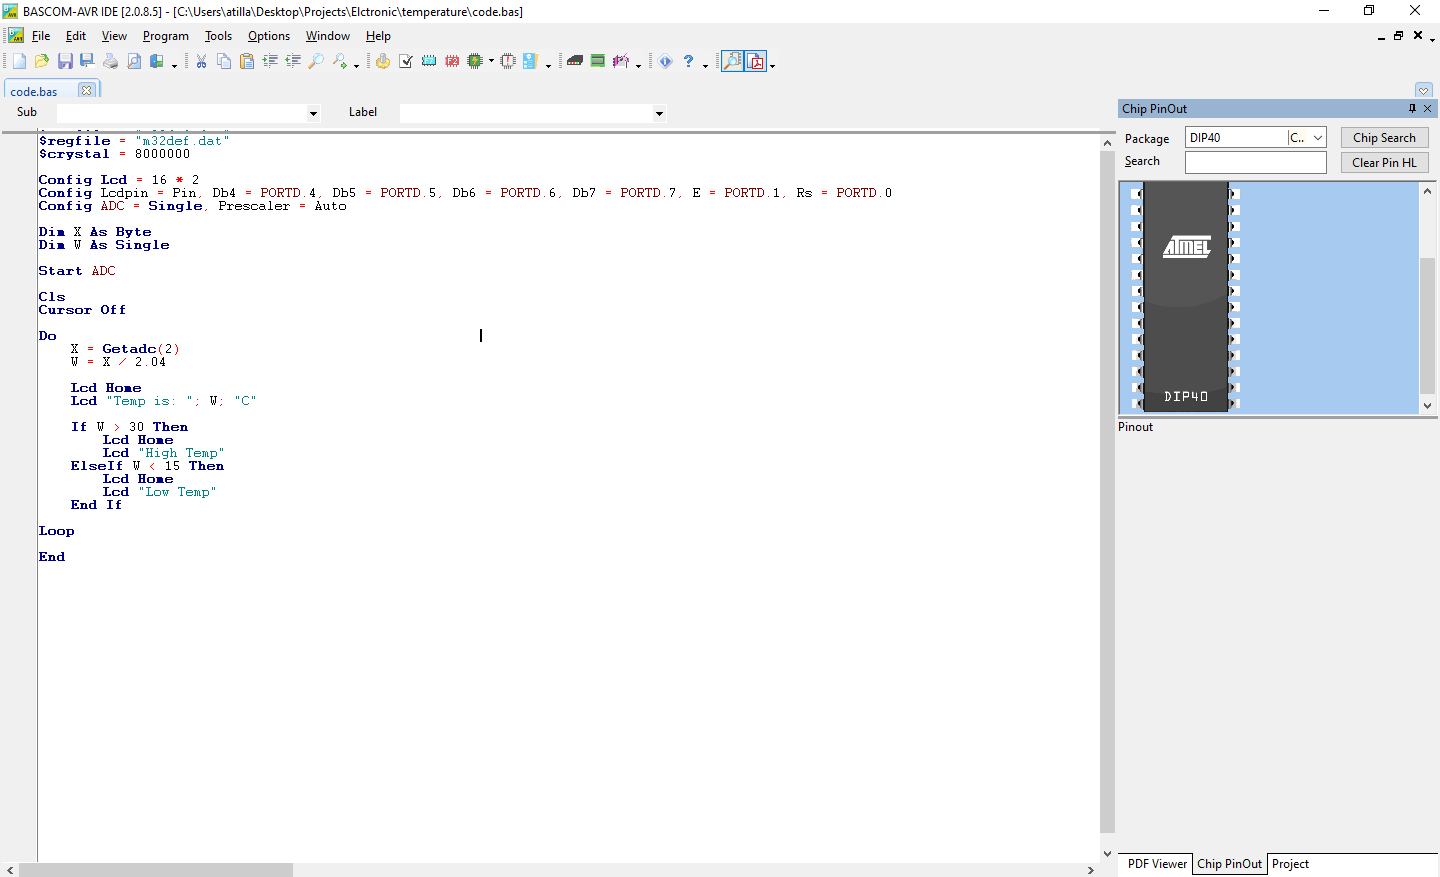 BASCOM-AVR IDE [2.0.8.5] - [C:\Users\atilla\Desktop\Projects\Elctronic\temperature\code.bas]
File Edit View Program Tools Options Window Help
code.bas
Sub Label
$regfile = "m32def.dat"
$crystal = 8000000
Config Lcd = 16 * 2
Config Lcdpin = Pin, Db4 = PORTD.4, Db5 = PORTD.5, Db6 = PORTD.6, Db7 = PORTD.7, E = PORTD.1, Rs = PORTD.0
Config ADC = Single, Prescaler = Auto
Dim X As Byte
Dim W As Single
Start ADC
Cls
Cursor Off
Do
X = Getadc(2)
W = X / 2.04
Lcd Home
Lcd "Temp is: "; W; "C"
If W > 30 Then
Lcd Home
Lcd "High Temp"
ElseIf W < 15 Then
Lcd Home
Lcd "Low Temp"
End If
Loop
End
Chip PinOut
Package DIP40 C.. Chip Search
Search Clear Pin HL
ATMEL
DIP40
Pinout
PDF Viewer Chip PinOut Project